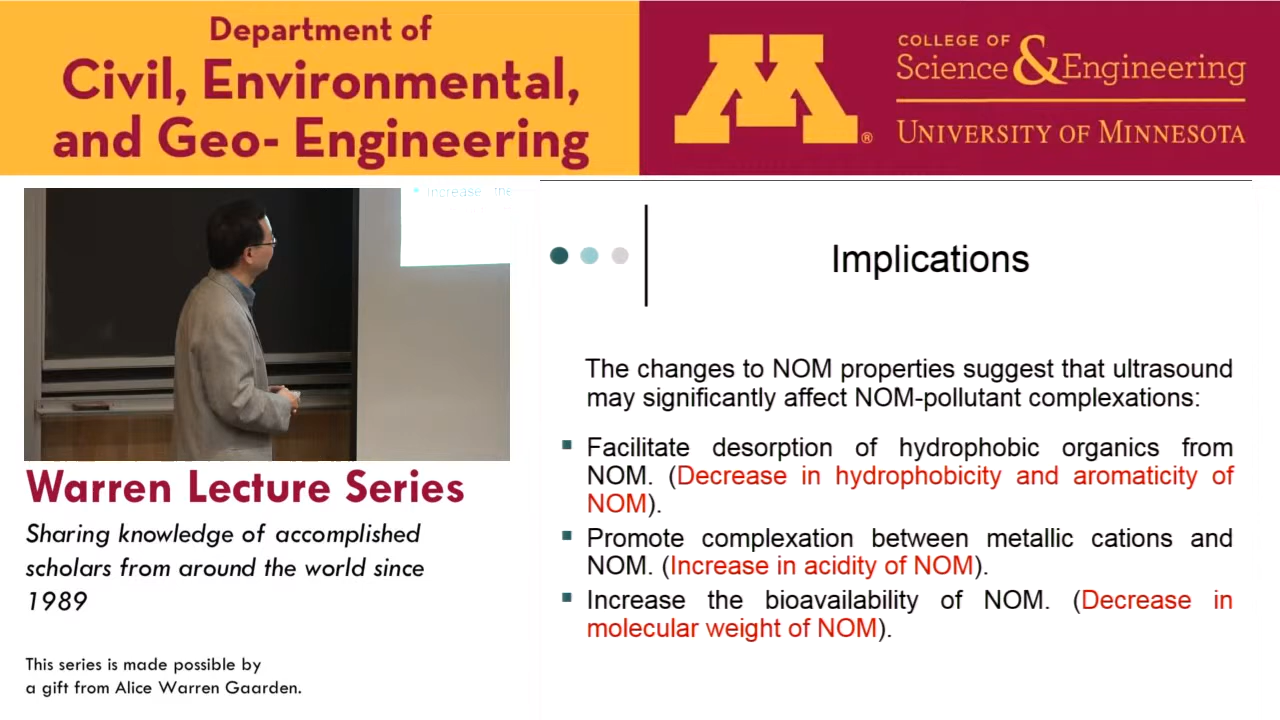 Department of
Civil, Environmental,
and Geo- Engineering
COLLEGE OF
Science & Engineering
UNIVERSITY OF MINNESOTA
M®
Increase the
Warren Lecture Series
Sharing knowledge of accomplished
scholars from around the world since
1989
This series is made possible by
a gift from Alice Warren Gaarden.
Implications
The changes to NOM properties suggest that ultrasound
may significantly affect NOM-pollutant complexations:
Facilitate desorption of hydrophobic organics from
NOM. (Decrease in hydrophobicity and aromaticity of
NOM).
Promote complexation between metallic cations and
NOM. (Increase in acidity of NOM).
Increase the bioavailability of NOM. (Decrease in
molecular weight of NOM).